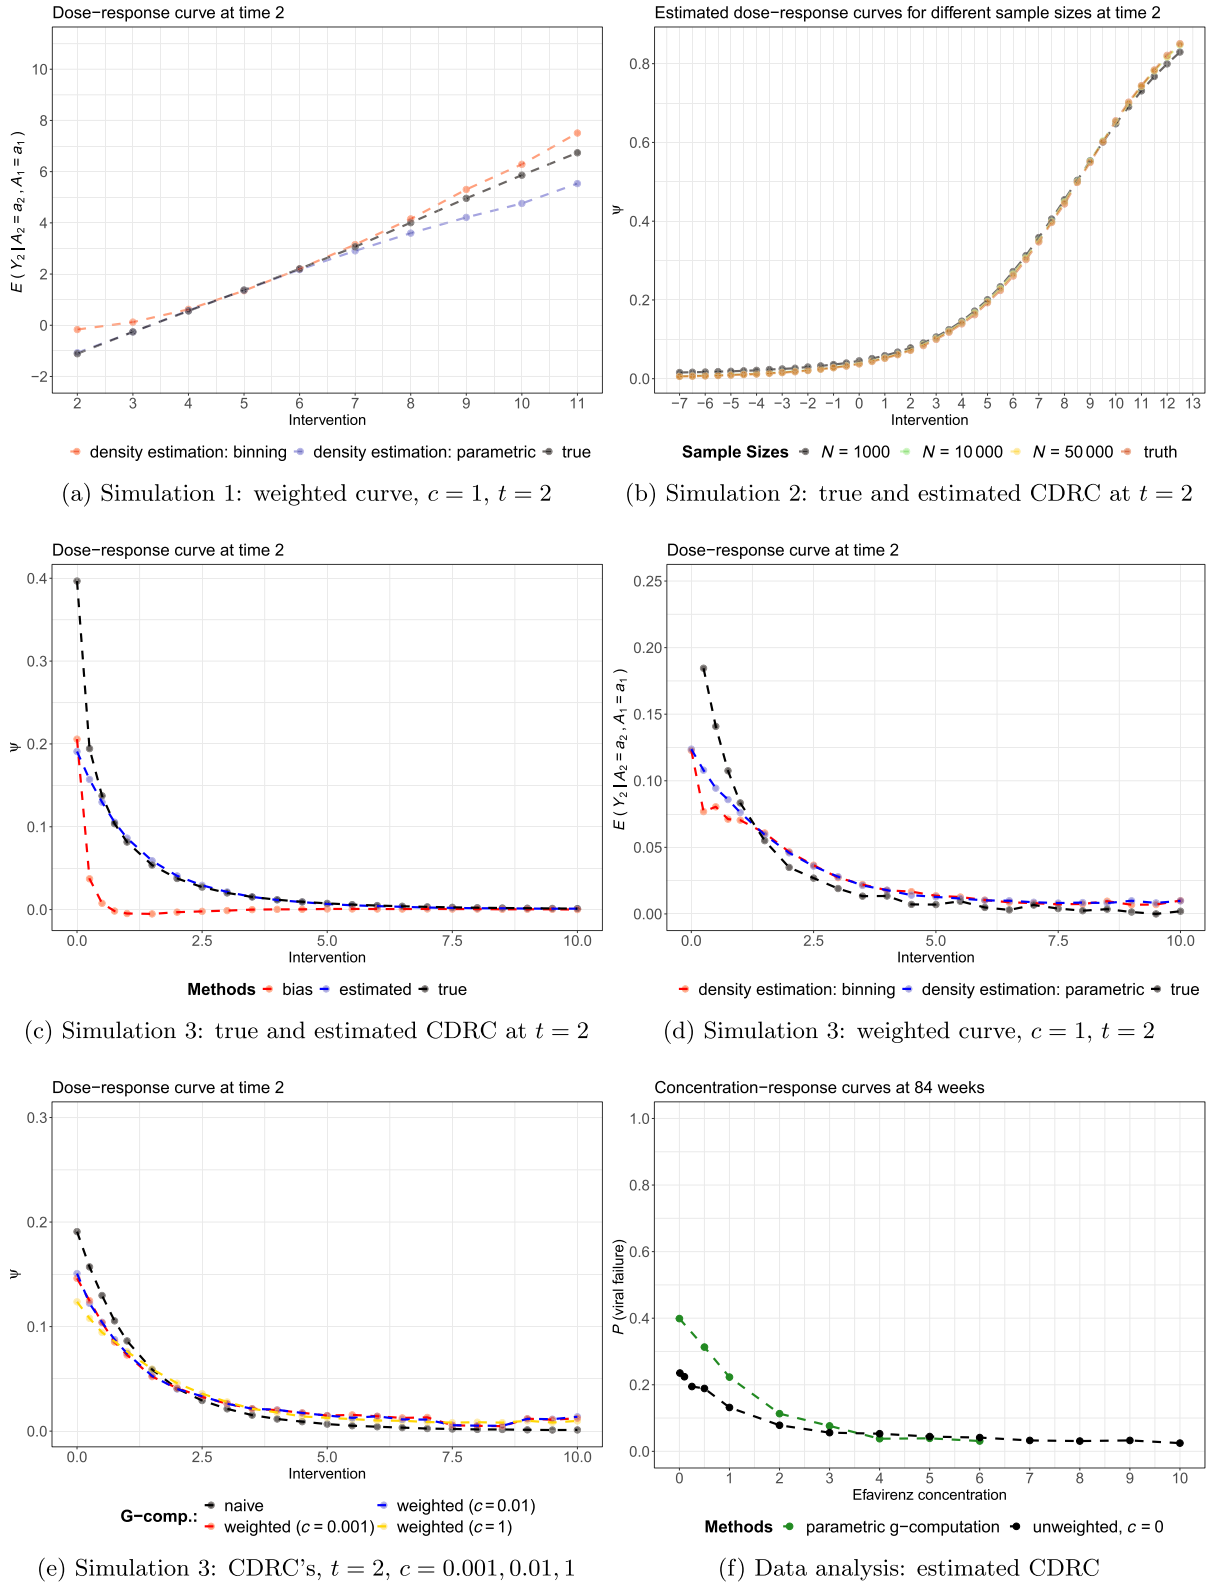 Dose−response curve at time 2
E ( Y2 | A2 = a2 , A1 = a1 )
10
8
6
4
2
0
−2
2 3 4 5 6 7 8 9 10 11
Intervention
density estimation: binning density estimation: parametric true
(a) Simulation 1: weighted curve, c = 1, t = 2
Estimated dose−response curves for different sample sizes at time 2
ψ
0.8
0.6
0.4
0.2
0.0
−7 −6 −5 −4 −3 −2 −1 0 1 2 3 4 5 6 7 8 9 10 11 12 13
Intervention
Sample Sizes N = 1000 N = 10 000 N = 50 000 truth
(b) Simulation 2: true and estimated CDRC at t = 2
Dose−response curve at time 2
ψ
0.4
0.3
0.2
0.1
0.0
0.0 2.5 5.0 7.5 10.0
Intervention
Methods bias estimated true
(c) Simulation 3: true and estimated CDRC at t = 2
Dose−response curve at time 2
E ( Y2 | A2 = a2 , A1 = a1 )
0.25
0.20
0.15
0.10
0.05
0.00
0.0 2.5 5.0 7.5 10.0
Intervention
density estimation: binning density estimation: parametric true
(d) Simulation 3: weighted curve, c = 1, t = 2
Dose−response curve at time 2
ψ
0.3
0.2
0.1
0.0
0.0 2.5 5.0 7.5 10.0
Intervention
G−comp.: naive weighted (c = 0.01)
weighted (c = 0.001) weighted (c = 1)
(e) Simulation 3: CDRC's, t = 2, c = 0.001, 0.01, 1
Concentration−response curves at 84 weeks
P (viral failure)
1.0
0.8
0.6
0.4
0.2
0.0
0 1 2 3 4 5 6 7 8 9 10
Efavirenz concentration
Methods parametric g−computation unweighted, c = 0
(f) Data analysis: estimated CDRC